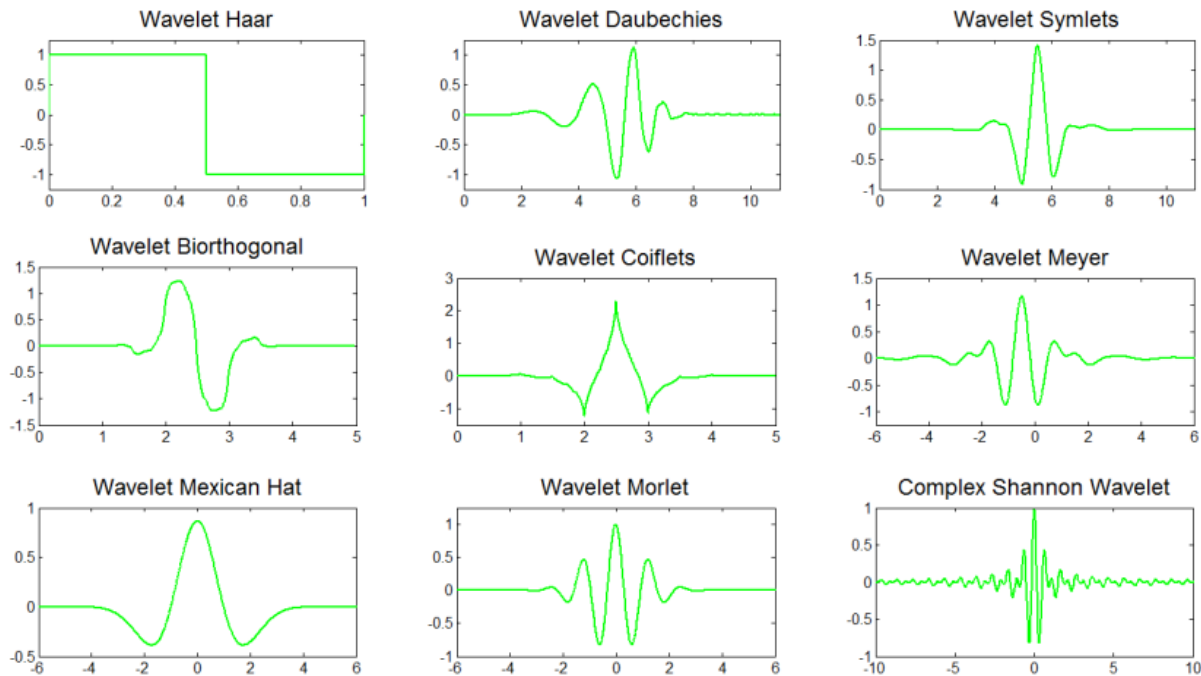 Wavelet Haar
1
0.5
0
-0.5
-1
0 0.2 0.4 0.6 0.8 1
Wavelet Daubechies
1
0.5
0
-0.5
-1
0 2 4 6 8 10
Wavelet Symlets
1.5
1
0.5
0
-0.5
-1
0 2 4 6 8 10
Wavelet Biorthogonal
1.5
1
0.5
0
-0.5
-1
-1.5
0 1 2 3 4 5
Wavelet Coiflets
3
2
1
0
-1
0 1 2 3 4 5
Wavelet Meyer
1
0.5
0
-0.5
-1
-6 -4 -2 0 2 4 6
Wavelet Mexican Hat
1
0.5
0
-0.5
-6 -4 -2 0 2 4 6
Wavelet Morlet
1
0.5
0
-0.5
-1
-6 -4 -2 0 2 4 6
Complex Shannon Wavelet
1
0.5
0
-0.5
-1
-10 -5 0 5 10